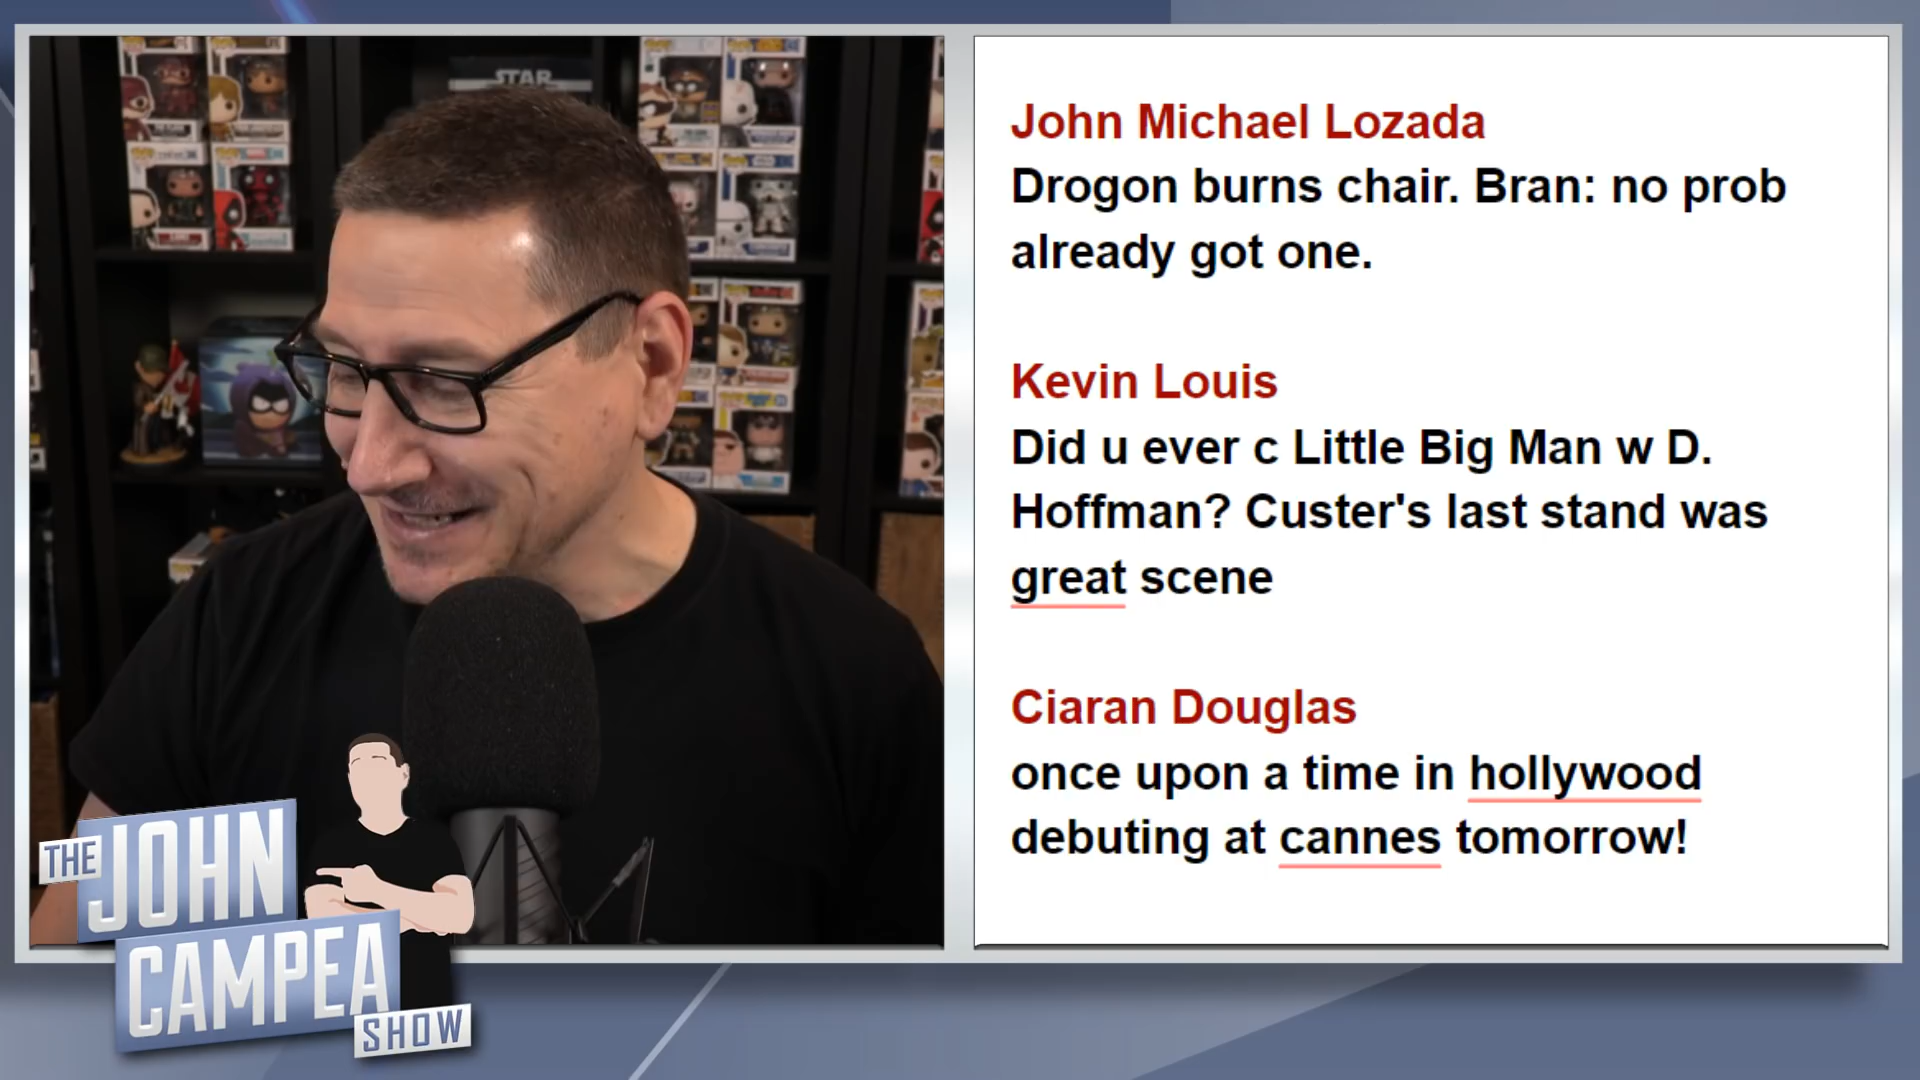 STAR
John Michael Lozada
Drogon burns chair. Bran: no prob
already got one.
Kevin Louis
Did u ever c Little Big Man w D.
Hoffman? Custer's last stand was
great scene
Ciaran Douglas
once upon a time in hollywood
debuting at cannes tomorrow!
THE
JOHN
CAMPEA
SHOW